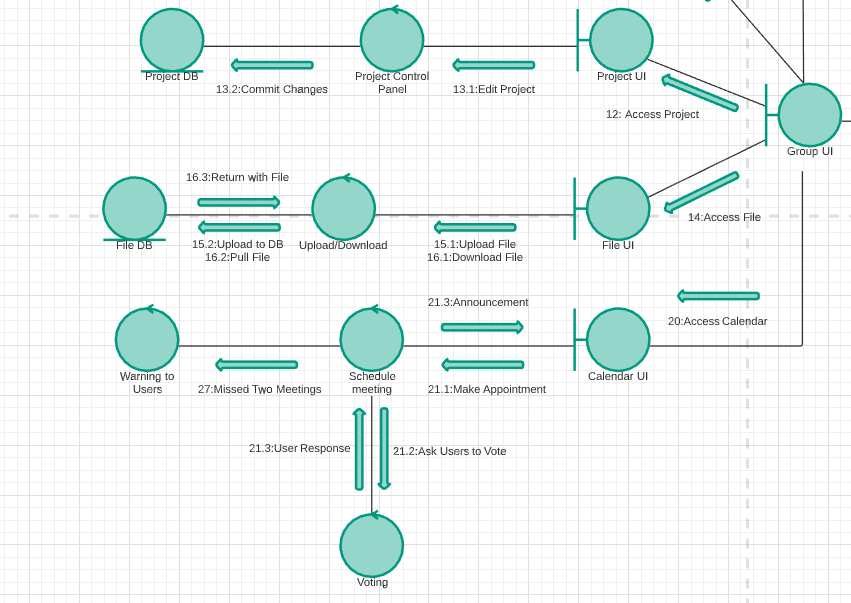 Project DB
Project Control
Panel
Project UI
13.2:Commit Changes
13.1:Edit Project
12: Access Project
Group UI
16.3:Return with File
14:Access File
File DB
15.2:Upload to DB
16.2:Pull File
Upload/Download
15.1:Upload File
16.1:Download File
File UI
21.3:Announcement
20:Access Calendar
Warning to
Users
27:Missed Two Meetings
Schedule
meeting
21.1:Make Appointment
Calendar UI
21.3:User Response
21.2:Ask Users to Vote
Voting